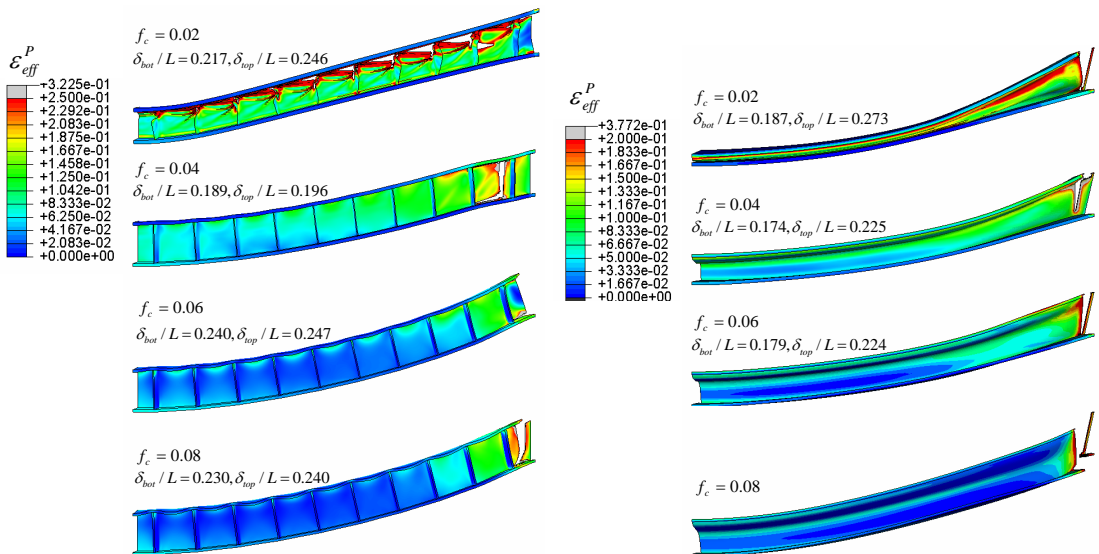 ε^P_eff
+3.225e-01
+2.500e-01
+2.292e-01
+2.083e-01
+1.875e-01
+1.667e-01
+1.458e-01
+1.250e-01
+1.042e-01
+8.333e-02
+6.250e-02
+4.167e-02
+2.083e-02
+0.000e+00
f_c = 0.02
δ_bot / L = 0.217, δ_top / L = 0.246
f_c = 0.04
δ_bot / L = 0.189, δ_top / L = 0.196
f_c = 0.06
δ_bot / L = 0.240, δ_top / L = 0.247
f_c = 0.08
δ_bot / L = 0.230, δ_top / L = 0.240
ε^P_eff
+3.772e-01
+2.000e-01
+1.833e-01
+1.667e-01
+1.500e-01
+1.333e-01
+1.167e-01
+1.000e-01
+8.333e-02
+6.667e-02
+5.000e-02
+3.333e-02
+1.667e-02
+0.000e+00
f_c = 0.02
δ_bot / L = 0.187, δ_top / L = 0.273
f_c = 0.04
δ_bot / L = 0.174, δ_top / L = 0.225
f_c = 0.06
δ_bot / L = 0.179, δ_top / L = 0.224
f_c = 0.08